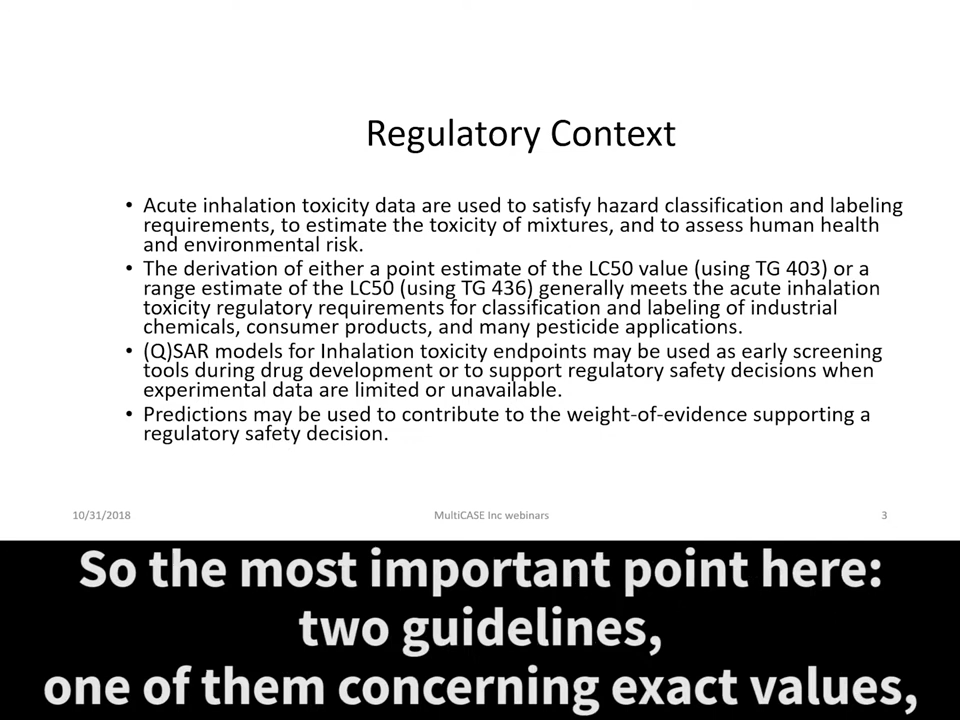 Regulatory Context
• Acute inhalation toxicity data are used to satisfy hazard classification and labeling
requirements, to estimate the toxicity of mixtures, and to assess human health
and environmental risk.
• The derivation of either a point estimate of the LC50 value (using TG 403) or a
range estimate of the LC50 (using TG 436) generally meets the acute inhalation
toxicity regulatory requirements for classification and labeling of industrial
chemicals, consumer products, and many pesticide applications.
• (Q)SAR models for Inhalation toxicity endpoints may be used as early screening
tools during drug development or to support regulatory safety decisions when
experimental data are limited or unavailable.
• Predictions may be used to contribute to the weight-of-evidence supporting a
regulatory safety decision.
10/31/2018 MultiCASE Inc webinars 3
So the most important point here:
two guidelines,
one of them concerning exact values,